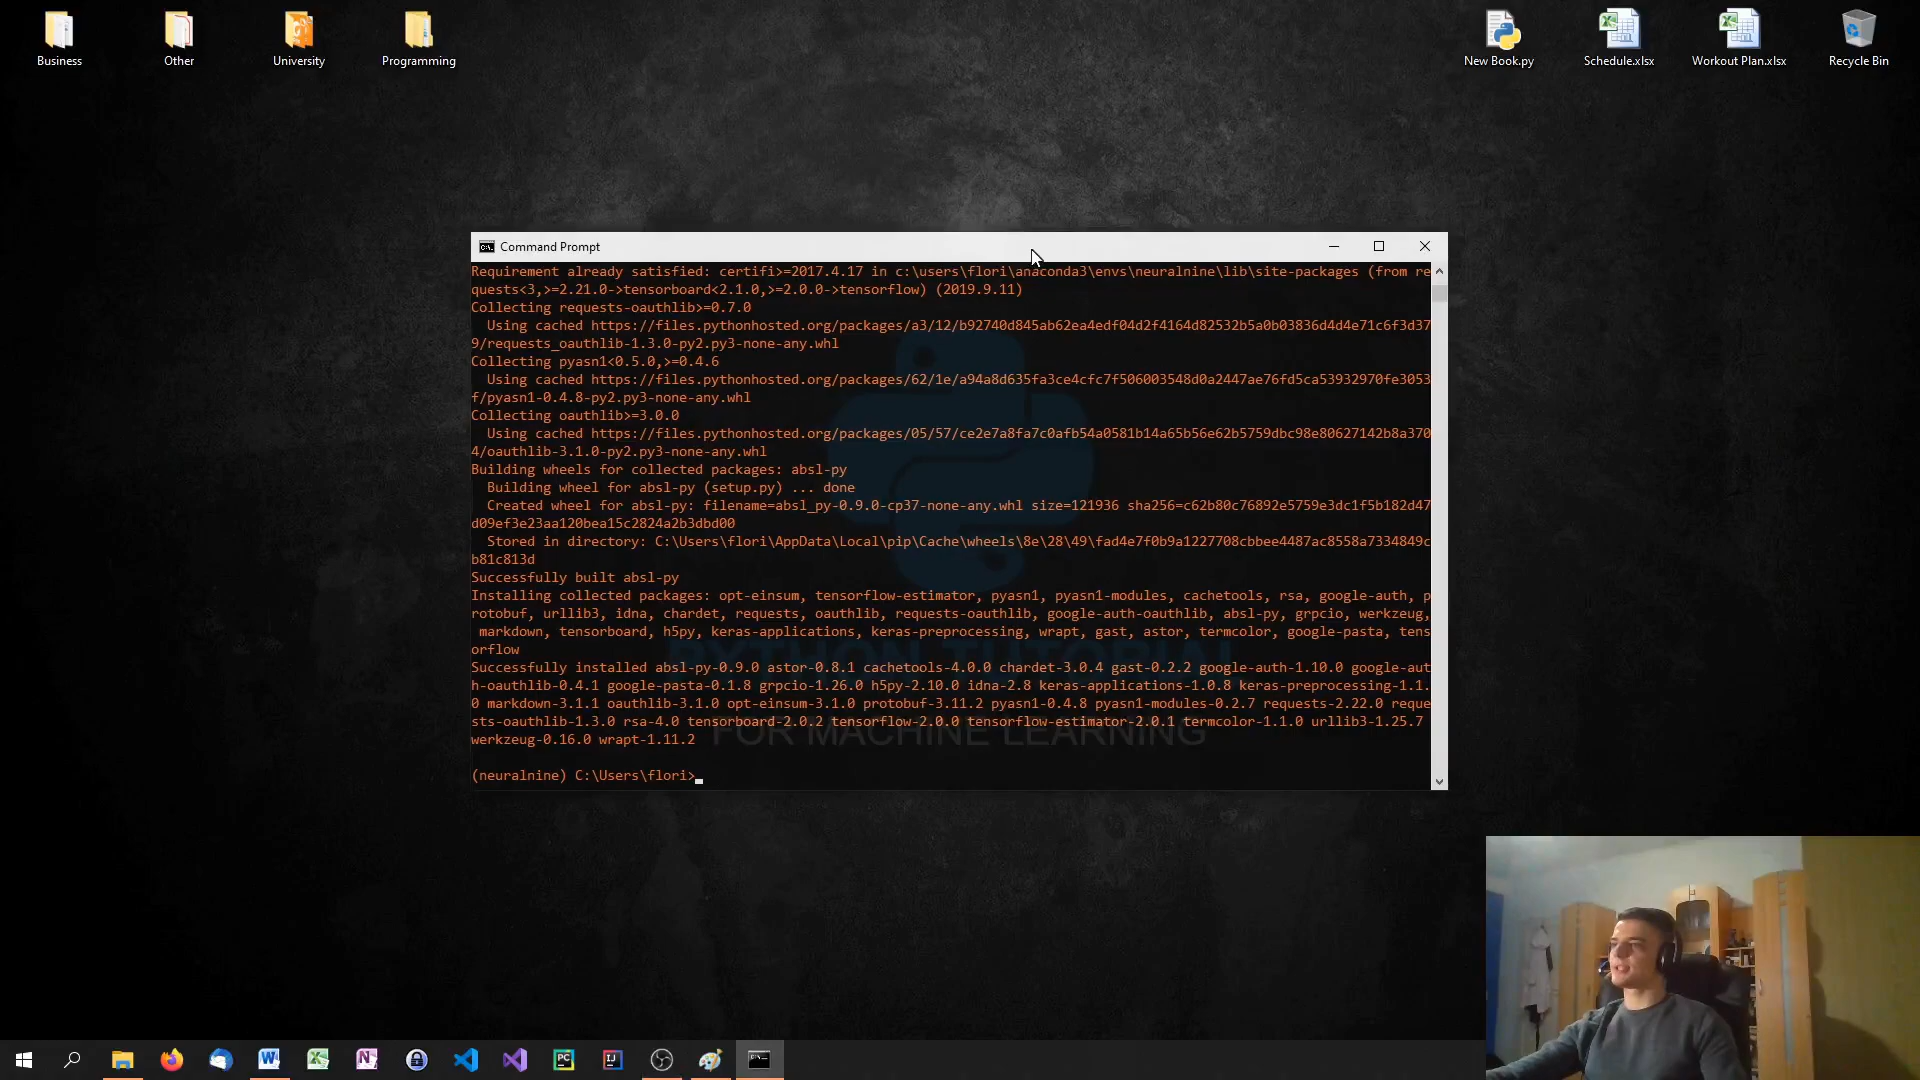 Business
Other
University
Programming
New Book.py
Schedule.xlsx
Workout Plan.xlsx
Recycle Bin
Command Prompt
Requirement already satisfied: certifi>=2017.4.17 in c:\users\flori\anaconda3\envs\neuralnine\lib\site-packages (from re
quests<3,>=2.21.0->tensorboard<2.1.0,>=2.0.0->tensorflow) (2019.9.11)
Collecting requests-oauthlib>=0.7.0
Using cached https://files.pythonhosted.org/packages/a3/12/b92740d845ab62ea4edf04d2f4164d82532b5a0b03836d4d4e71c6f3d37
9/requests_oauthlib-1.3.0-py2.py3-none-any.whl
Collecting pyasn1<0.5.0,>=0.4.6
Using cached https://files.pythonhosted.org/packages/62/1e/a94a8d635fa3ce4cfc7f506003548d0a2447ae76fd5ca53932970fe3053
f/pyasn1-0.4.8-py2.py3-none-any.whl
Collecting oauthlib>=3.0.0
Using cached https://files.pythonhosted.org/packages/05/57/ce2e7a8fa7c0afb54a0581b14a65b56e62b5759dbc98e80627142b8a370
4/oauthlib-3.1.0-py2.py3-none-any.whl
Building wheels for collected packages: absl-py
Building wheel for absl-py (setup.py) ... done
Created wheel for absl-py: filename=absl_py-0.9.0-cp37-none-any.whl size=121936 sha256=c62b80c76892e5759e3dc1f5b182d47
d09ef3e23aa120bea15c2824a2b3dbd00
Stored in directory: C:\Users\flori\AppData\Local\pip\Cache\wheels\8e\28\49\fad4e7f0b9a1227708cbbee4487ac8558a7334849c
b81c813d
Successfully built absl-py
Installing collected packages: opt-einsum, tensorflow-estimator, pyasn1, pyasn1-modules, cachetools, rsa, google-auth, p
rotobuf, urllib3, idna, chardet, requests, oauthlib, requests-oauthlib, google-auth-oauthlib, absl-py, grpcio, werkzeug,
markdown, tensorboard, h5py, keras-applications, keras-preprocessing, wrapt, gast, astor, termcolor, google-pasta, tens
orflow
Successfully installed absl-py-0.9.0 astor-0.8.1 cachetools-4.0.0 chardet-3.0.4 gast-0.2.2 google-auth-1.10.0 google-aut
h-oauthlib-0.4.1 google-pasta-0.1.8 grpcio-1.26.0 h5py-2.10.0 idna-2.8 keras-applications-1.0.8 keras-preprocessing-1.1.
0 markdown-3.1.1 oauthlib-3.1.0 opt-einsum-3.1.0 protobuf-3.11.2 pyasn1-0.4.8 pyasn1-modules-0.2.7 requests-2.22.0 reque
sts-oauthlib-1.3.0 rsa-4.0 tensorboard-2.0.2 tensorflow-2.0.0 tensorflow-estimator-2.0.1 termcolor-1.1.0 urllib3-1.25.7
werkzeug-0.16.0 wrapt-1.11.2
(neuralnine) C:\Users\flori>
PYTHON TUTORIAL
FOR MACHINE LEARNING